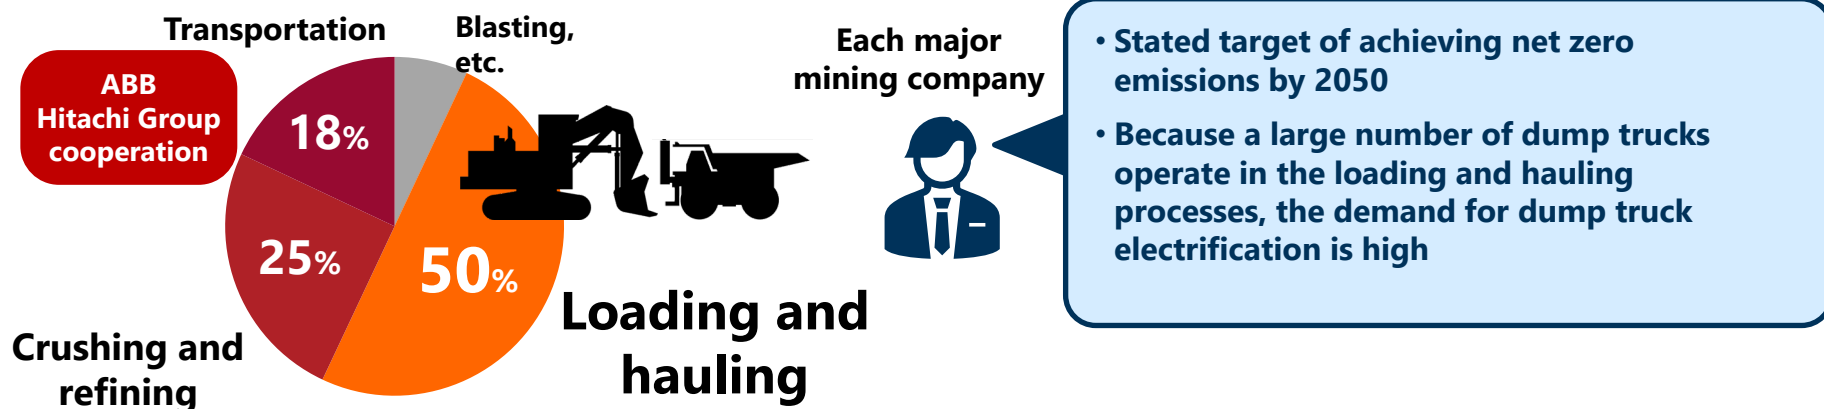 Transportation
Blasting,
etc.
ABB
Hitachi Group
cooperation
18%
25%
50%
Loading and
hauling
Crushing and
refining
Each major
mining company
• Stated target of achieving net zero
emissions by 2050
• Because a large number of dump trucks
operate in the loading and hauling
processes, the demand for dump truck
electrification is high